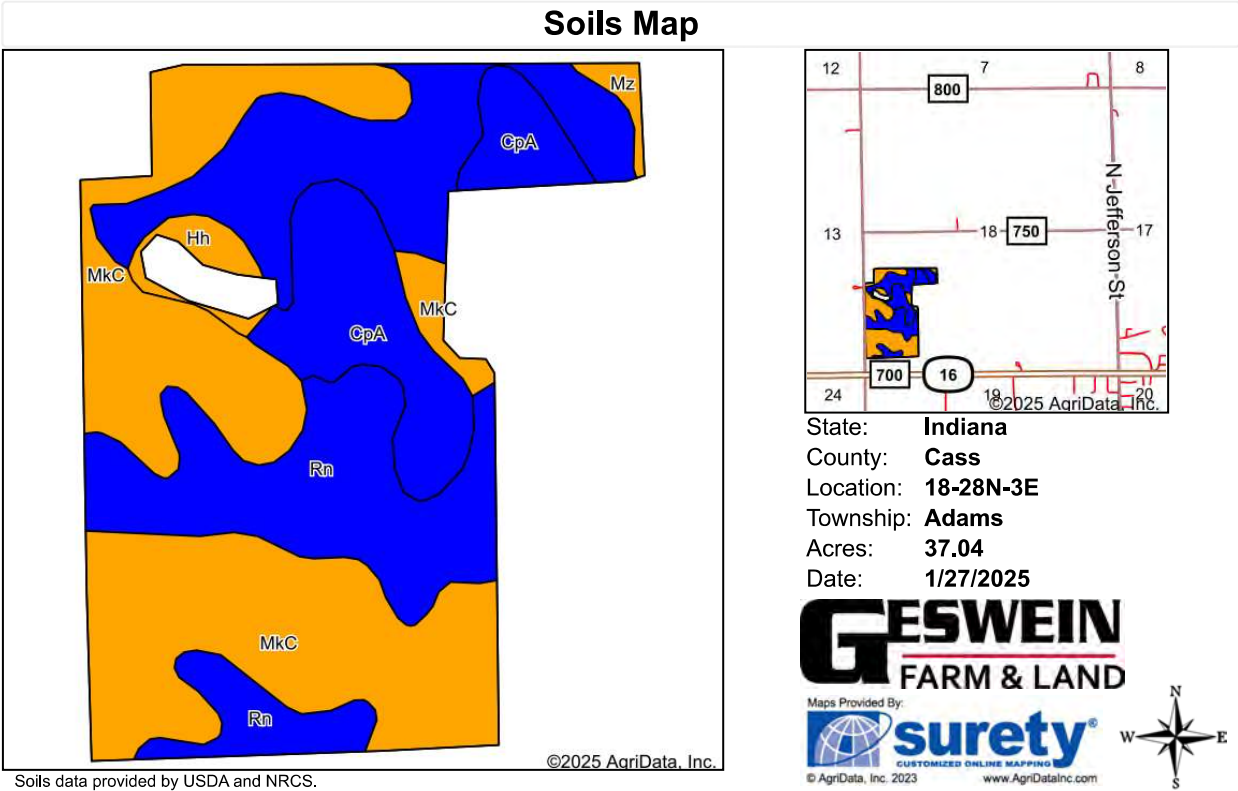 Soils Map
Mz
CpA
Hh
MkC
MkC
CpA
Rn
MkC
Rn
©2025 AgriData, Inc.
Soils data provided by USDA and NRCS.
12
7
8
800
N Jefferson St
13
18
750
17
700
16
24
19
20
©2025 AgriData, Inc.
State: Indiana
County: Cass
Location: 18-28N-3E
Township: Adams
Acres: 37.04
Date: 1/27/2025
GESWEIN
FARM & LAND
Maps Provided By:
surety®
CUSTOMIZED ONLINE MAPPING
© AgriData, Inc. 2023 www.AgriDataInc.com
N
W E
S